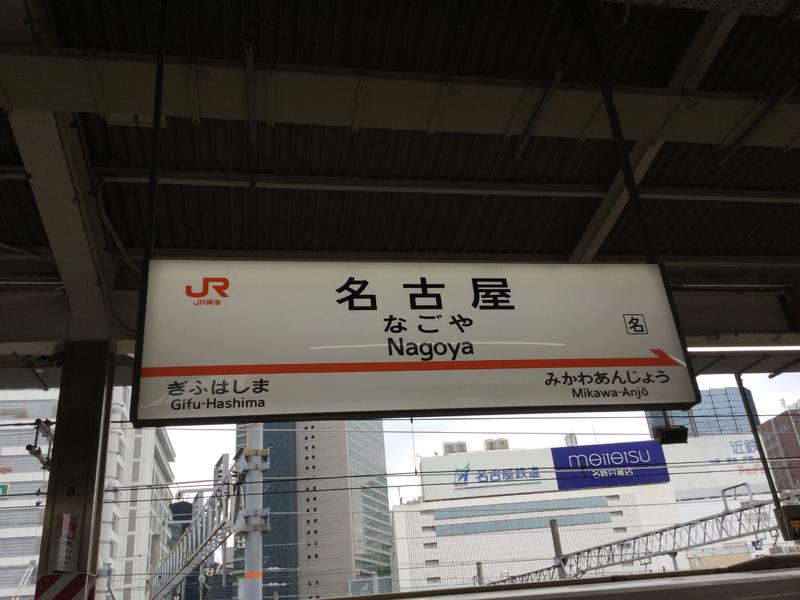 JR
JR東海
名古屋
なごや
Nagoya
名
ぎふはしま
Gifu-Hashima
みかわあんじょう
Mikawa-Anjō
名古屋鉄道
meitetsu
名鉄百貨店
近鉄
8